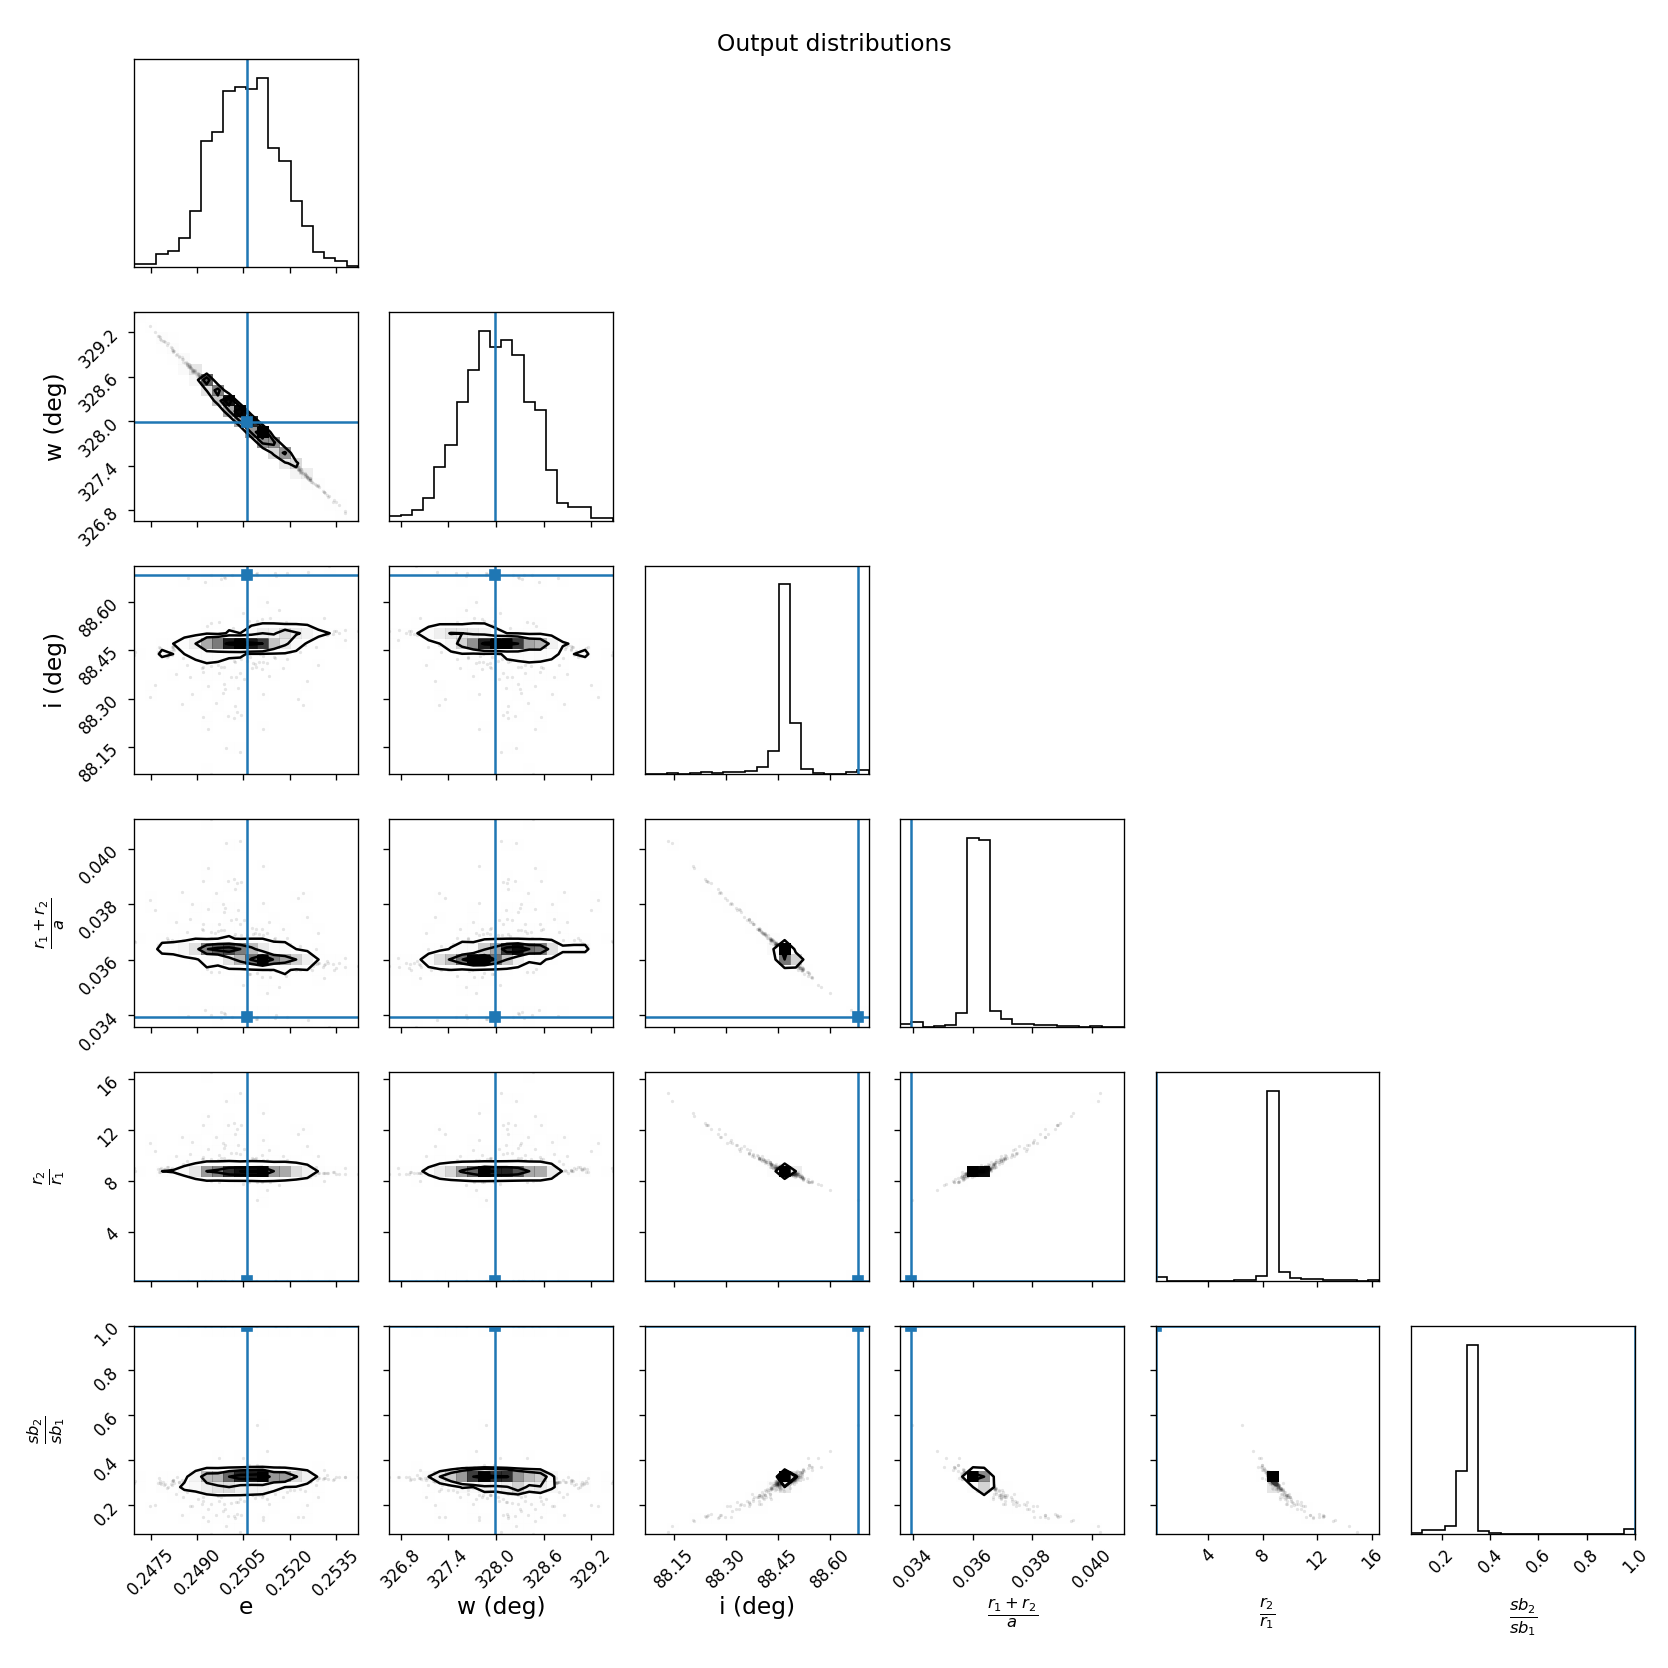 Output distributions
w (deg)
329.2
328.6
328.0
327.4
326.8
i (deg)
88.60
88.45
88.30
88.15
r1 + r2
a
0.040
0.038
0.036
0.034
r2
r1
16
12
8
4
sb2
sb1
1.0
0.8
0.6
0.4
0.2
0.2475 0.2490 0.2505 0.2520 0.2535
e
326.8 327.4 328.0 328.6 329.2
w (deg)
88.15 88.30 88.45 88.60
i (deg)
0.034 0.036 0.038 0.040
r1 + r2
a
4 8 12 16
r2
r1
0.2 0.4 0.6 0.8 1.0
sb2
sb1